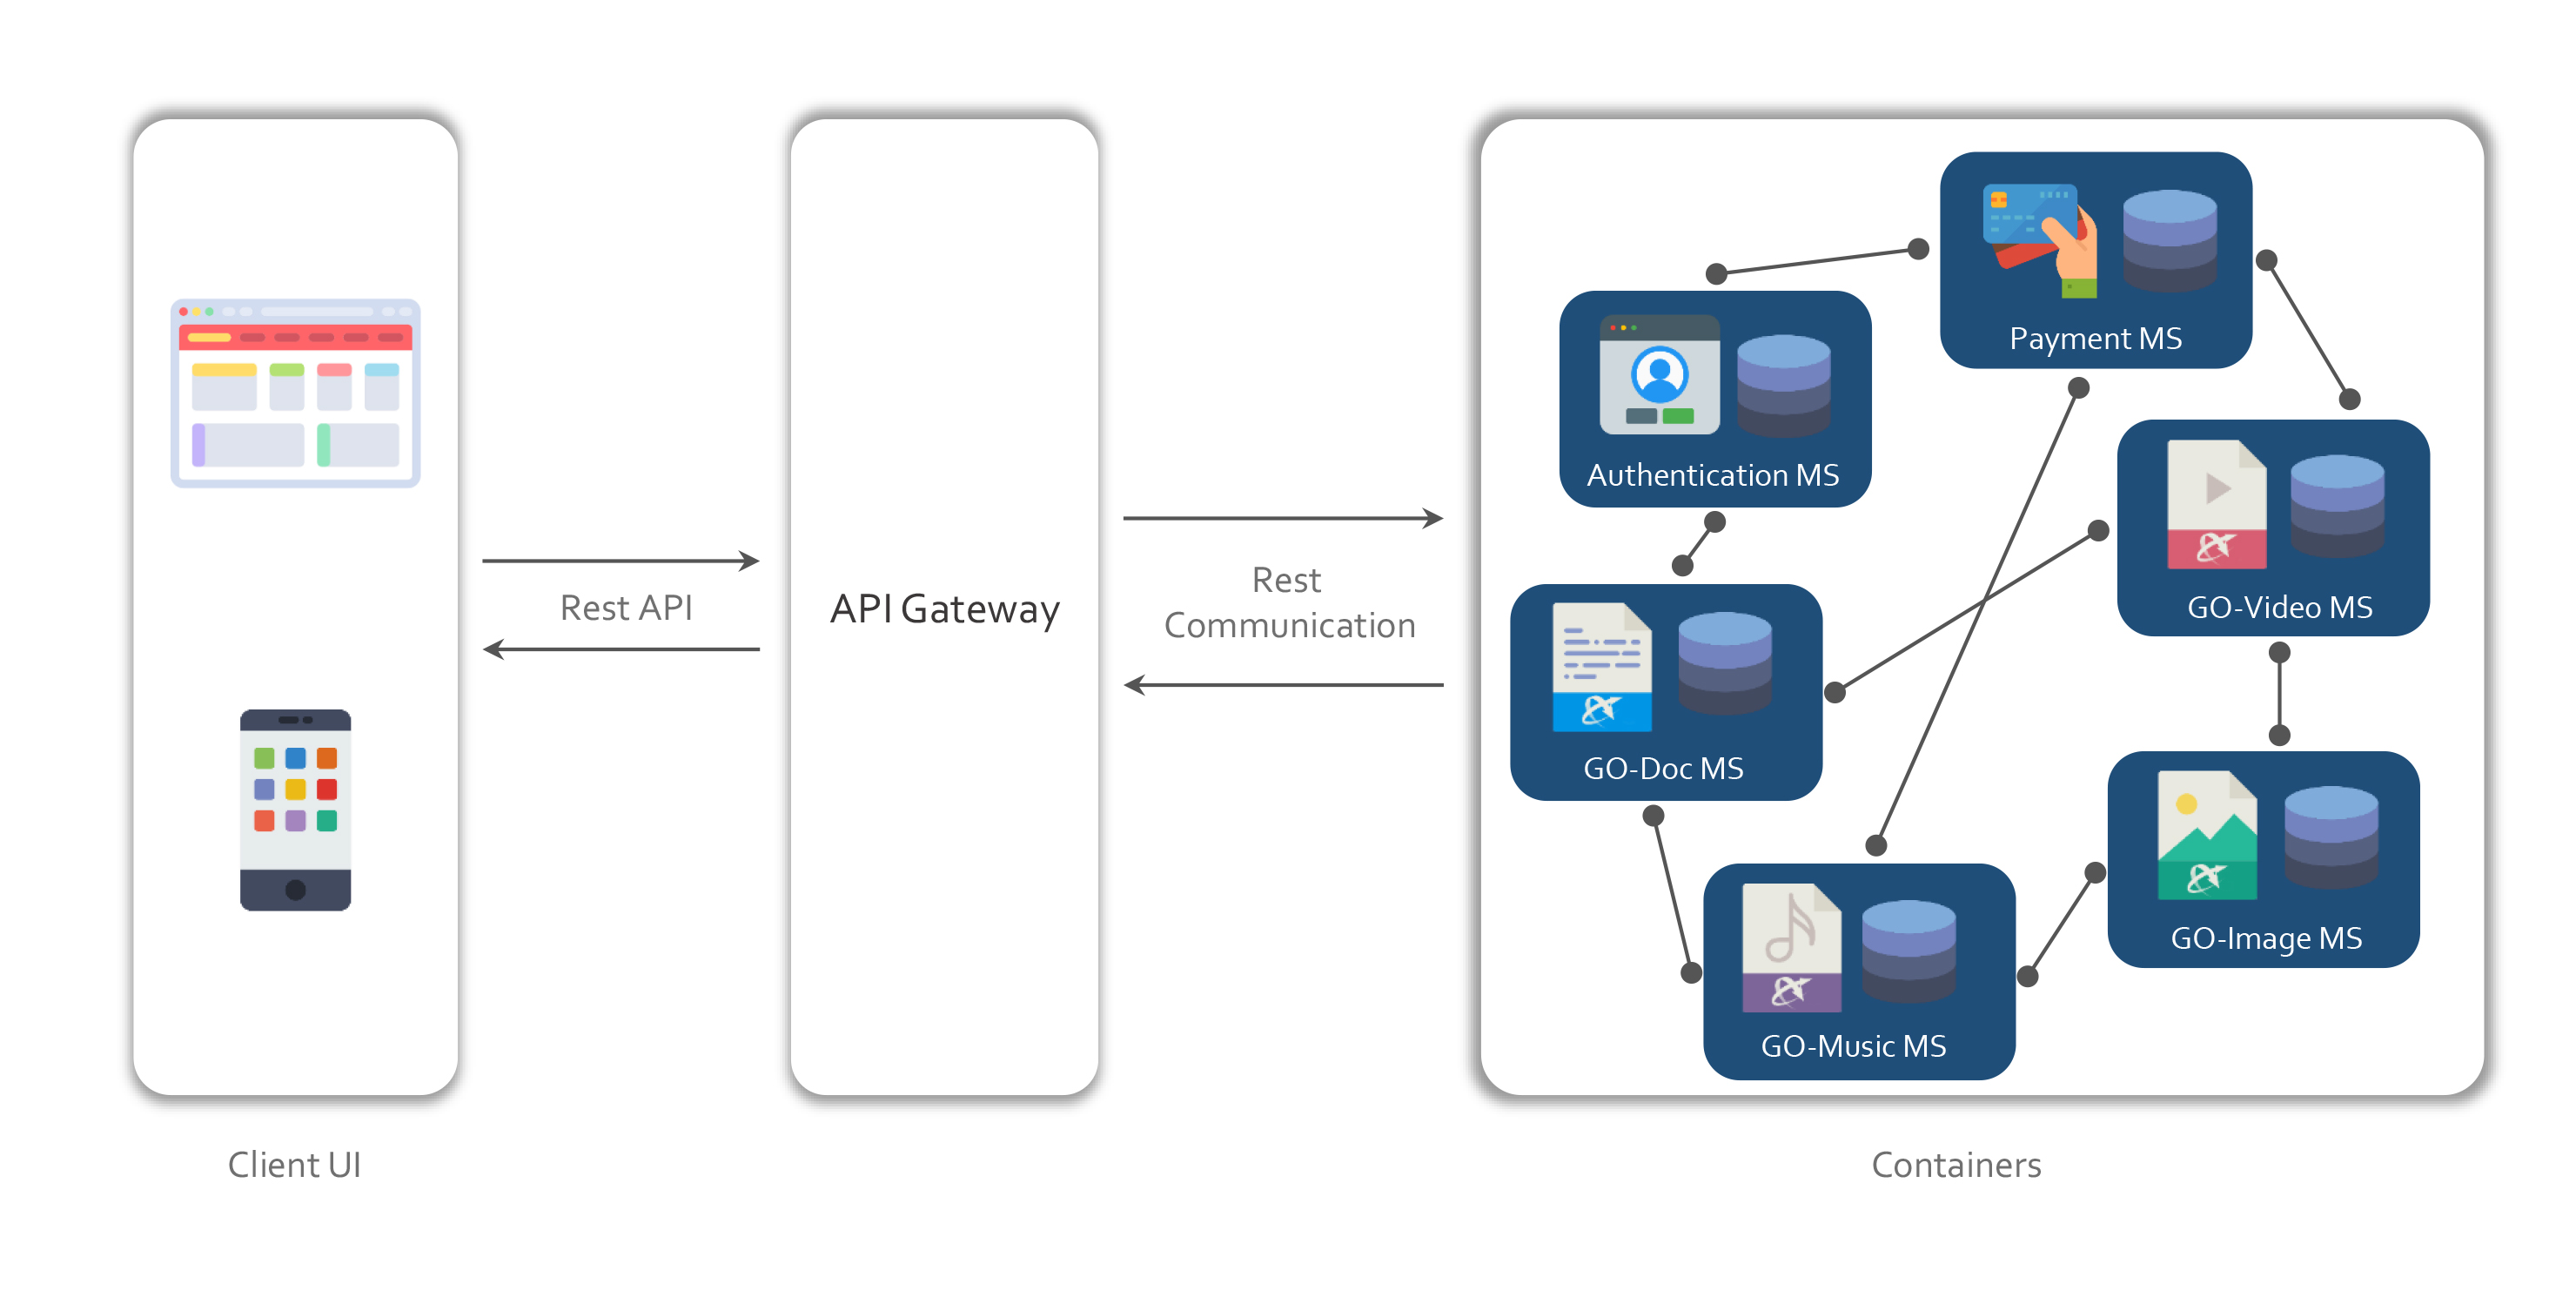 Payment MS
Authentication MS
Rest API
API Gateway
Rest
Communication
GO-Video MS
GO-Doc MS
GO-Image MS
GO-Music MS
Client UI
Containers